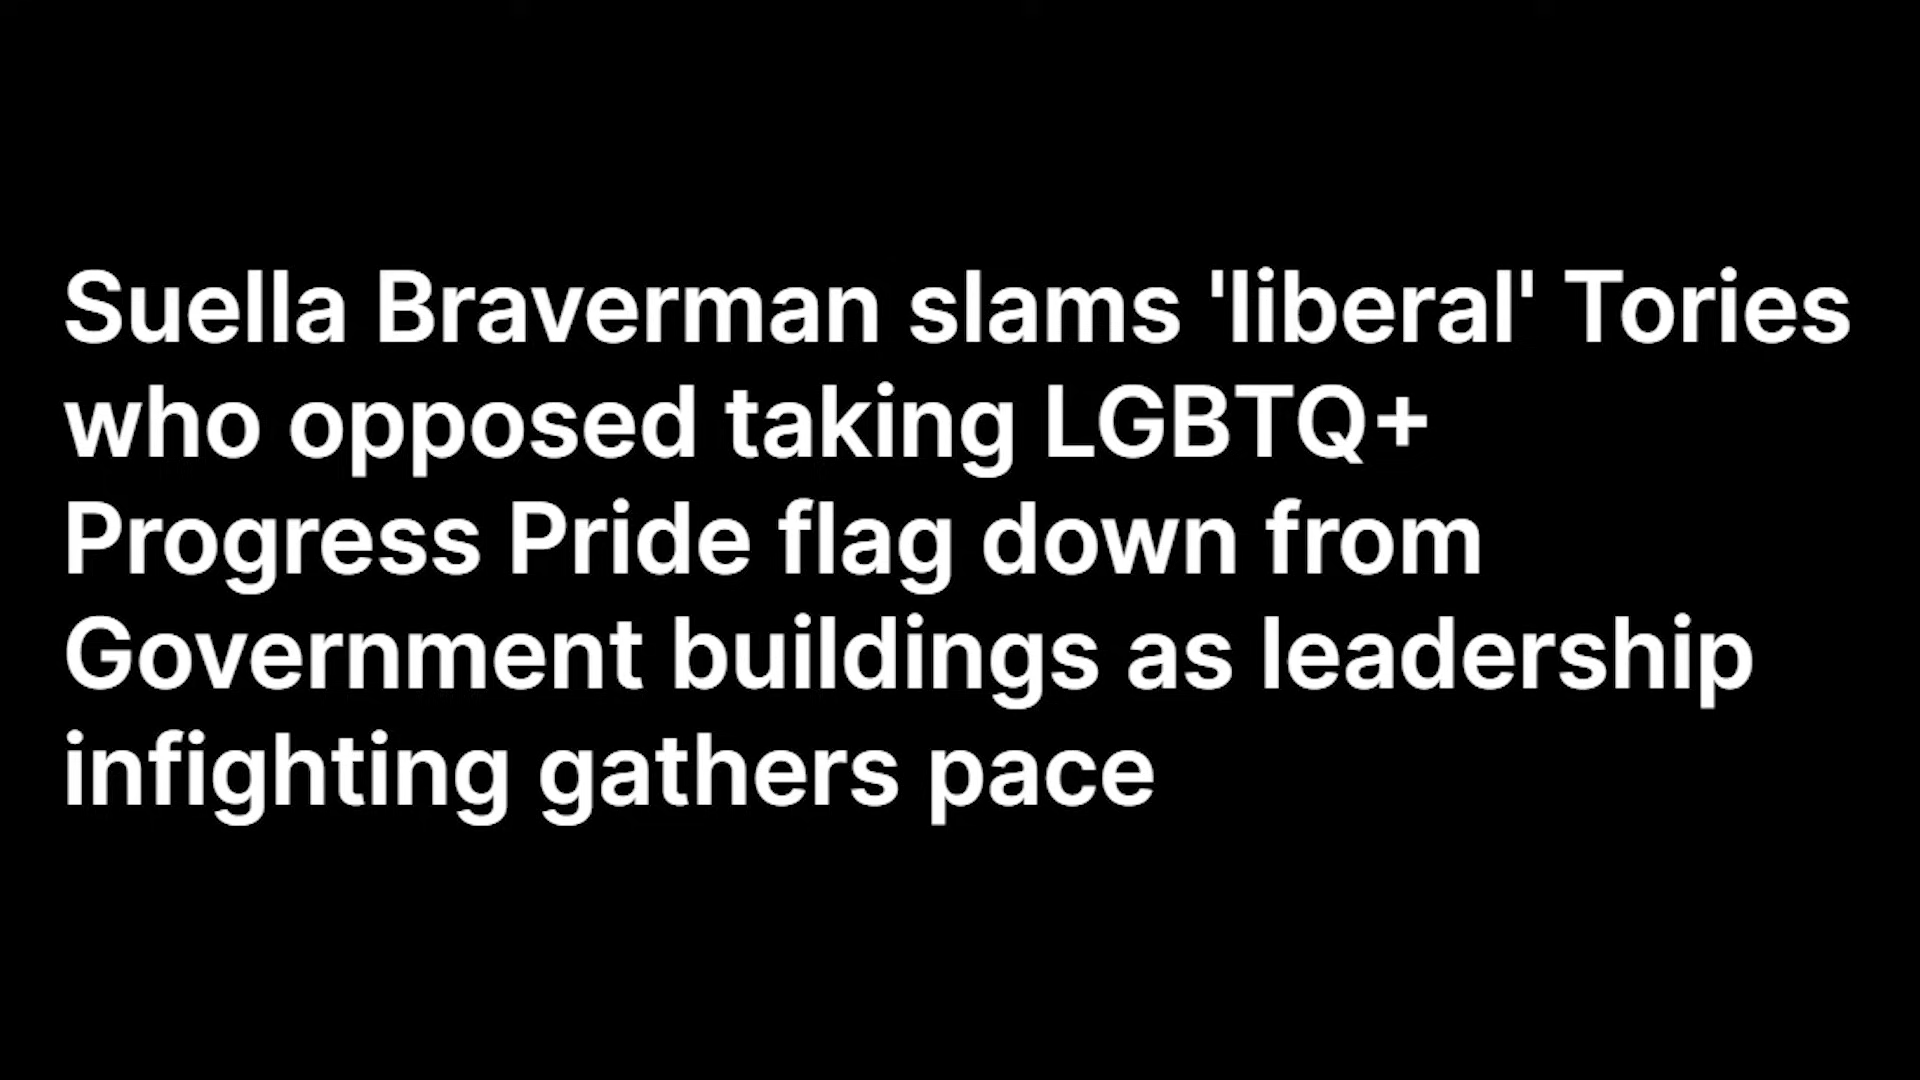 Suella Braverman slams 'liberal' Tories
who opposed taking LGBTQ+
Progress Pride flag down from
Government buildings as leadership
infighting gathers pace